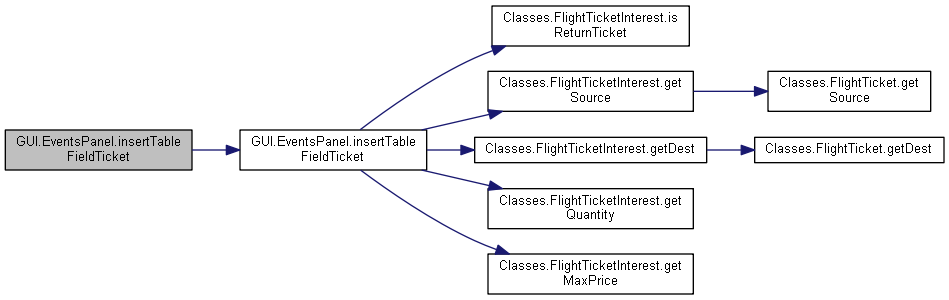 GUI.EventsPanel.insertTable
FieldTicket
GUI.EventsPanel.insertTable
FieldTicket
Classes.FlightTicketInterest.is
ReturnTicket
Classes.FlightTicketInterest.get
Source
Classes.FlightTicket.get
Source
Classes.FlightTicketInterest.getDest
Classes.FlightTicket.getDest
Classes.FlightTicketInterest.get
Quantity
Classes.FlightTicketInterest.get
MaxPrice